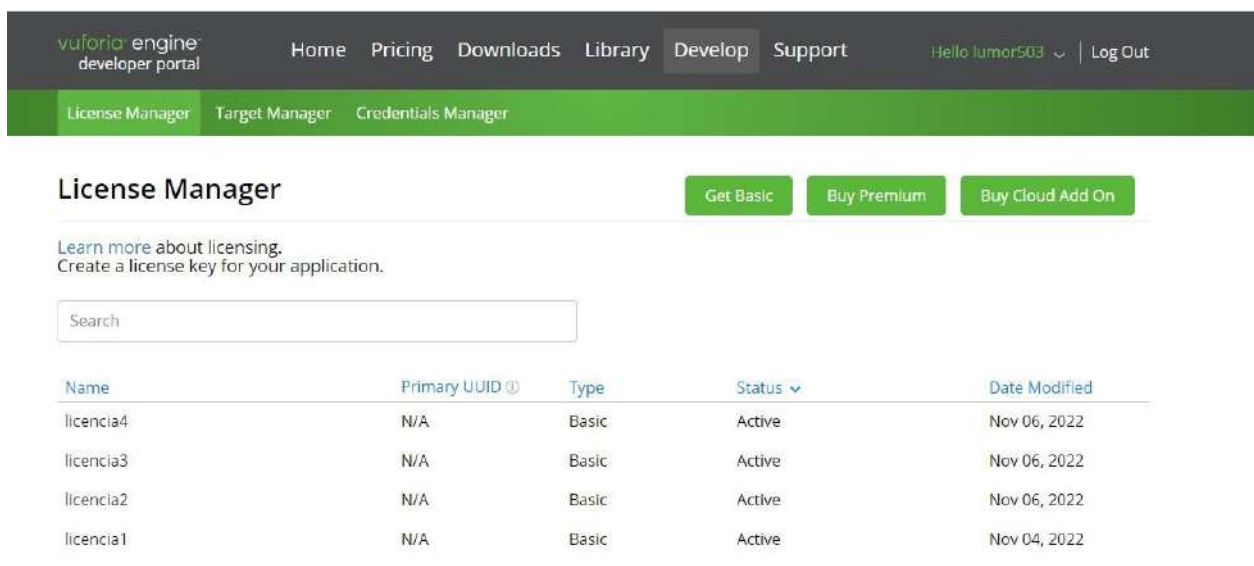 vuforia engine
developer portal
Home Pricing Downloads Library Develop Support
Hello lumor503 | Log Out
License Manager Target Manager Credentials Manager
License Manager
Get Basic Buy Premium Buy Cloud Add On
Learn more about licensing.
Create a license key for your application.
Search
Name Primary UUID Type Status Date Modified
licencia4 N/A Basic Active Nov 06, 2022
licencia3 N/A Basic Active Nov 06, 2022
licencia2 N/A Basic Active Nov 06, 2022
licencia1 N/A Basic Active Nov 04, 2022